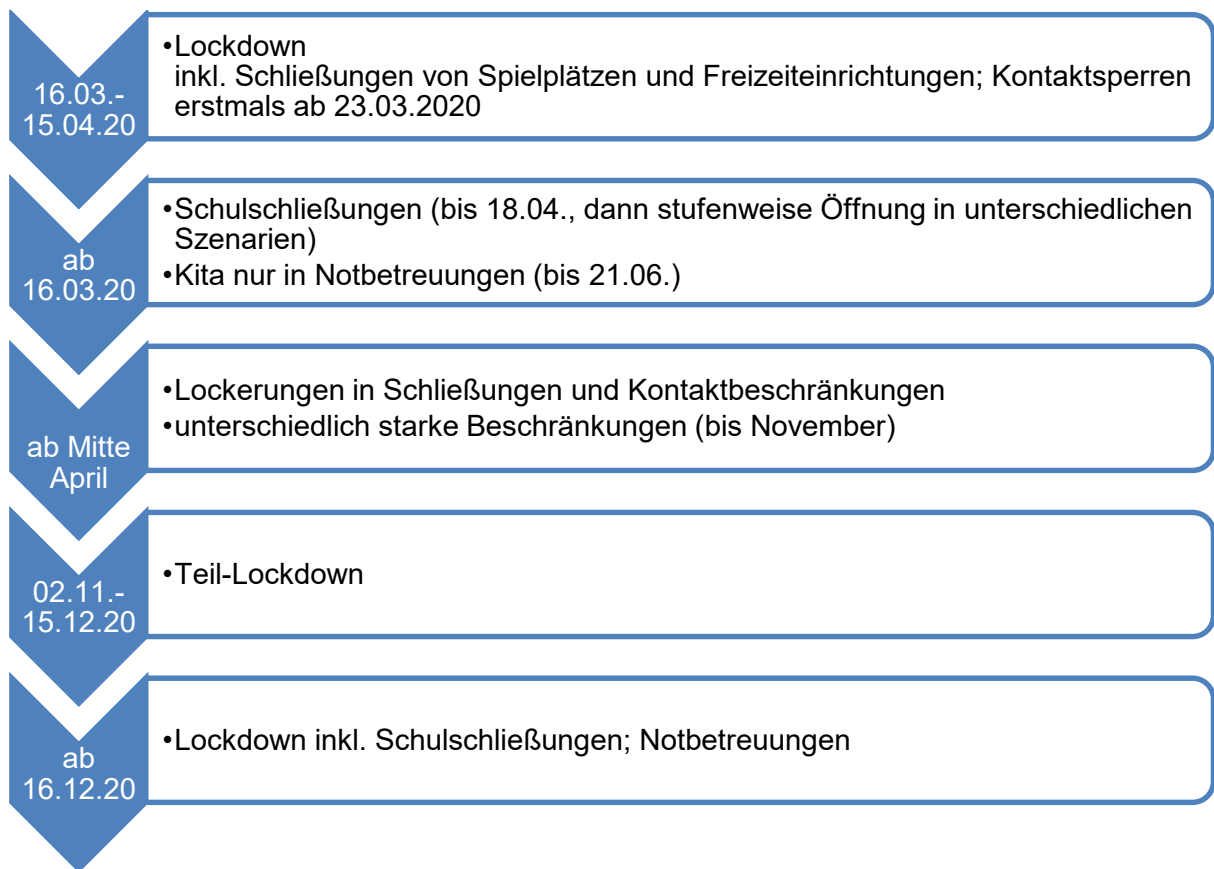 16.03.-
15.04.20
•Lockdown
inkl. Schließungen von Spielplätzen und Freizeiteinrichtungen; Kontaktsperren
erstmals ab 23.03.2020
ab
16.03.20
•Schulschließungen (bis 18.04., dann stufenweise Öffnung in unterschiedlichen
Szenarien)
•Kita nur in Notbetreuungen (bis 21.06.)
ab Mitte
April
•Lockerungen in Schließungen und Kontaktbeschränkungen
•unterschiedlich starke Beschränkungen (bis November)
02.11.-
15.12.20
•Teil-Lockdown
ab
16.12.20
•Lockdown inkl. Schulschließungen; Notbetreuungen